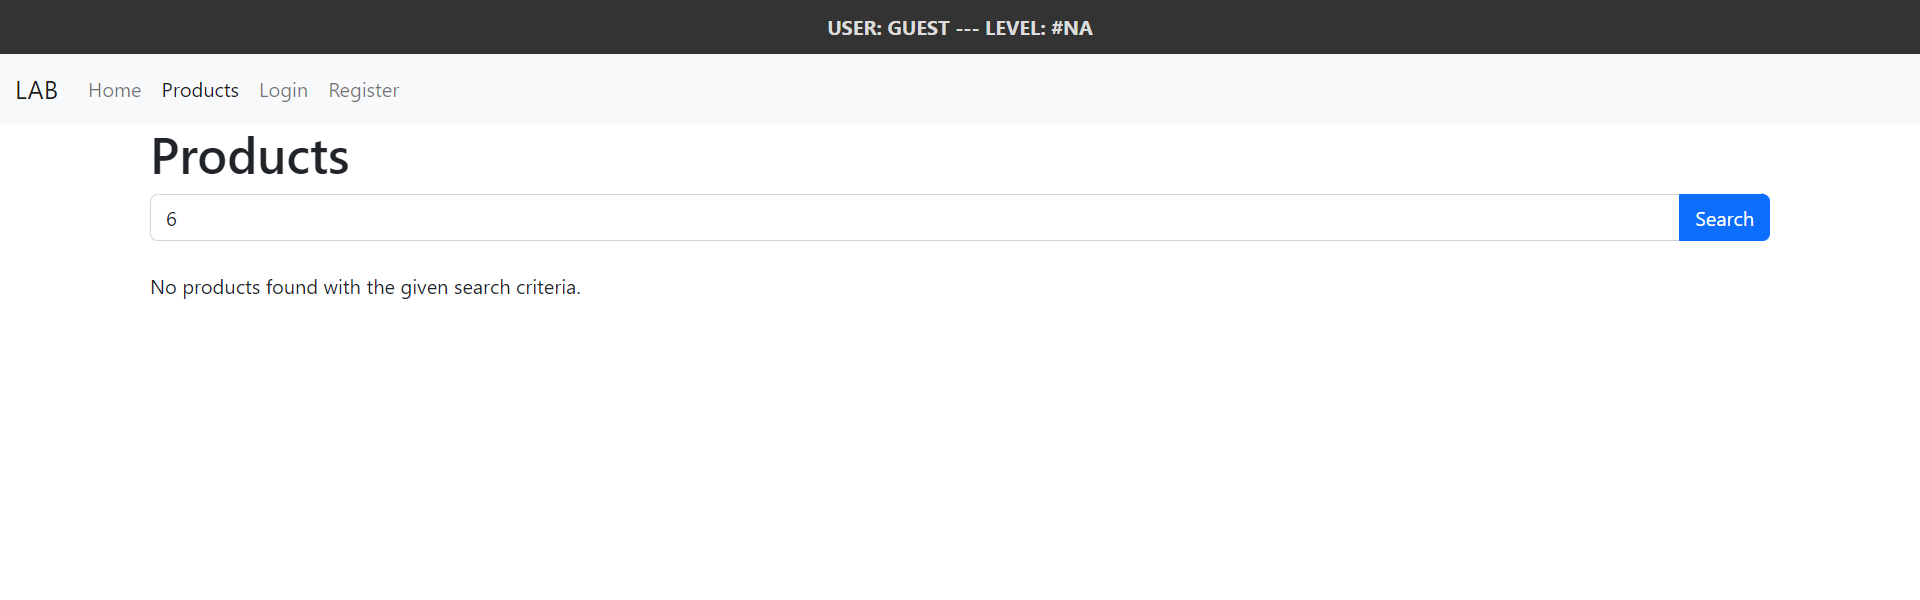 USER: GUEST --- LEVEL: #NA
LAB Home Products Login Register
Products
6 Search
No products found with the given search criteria.